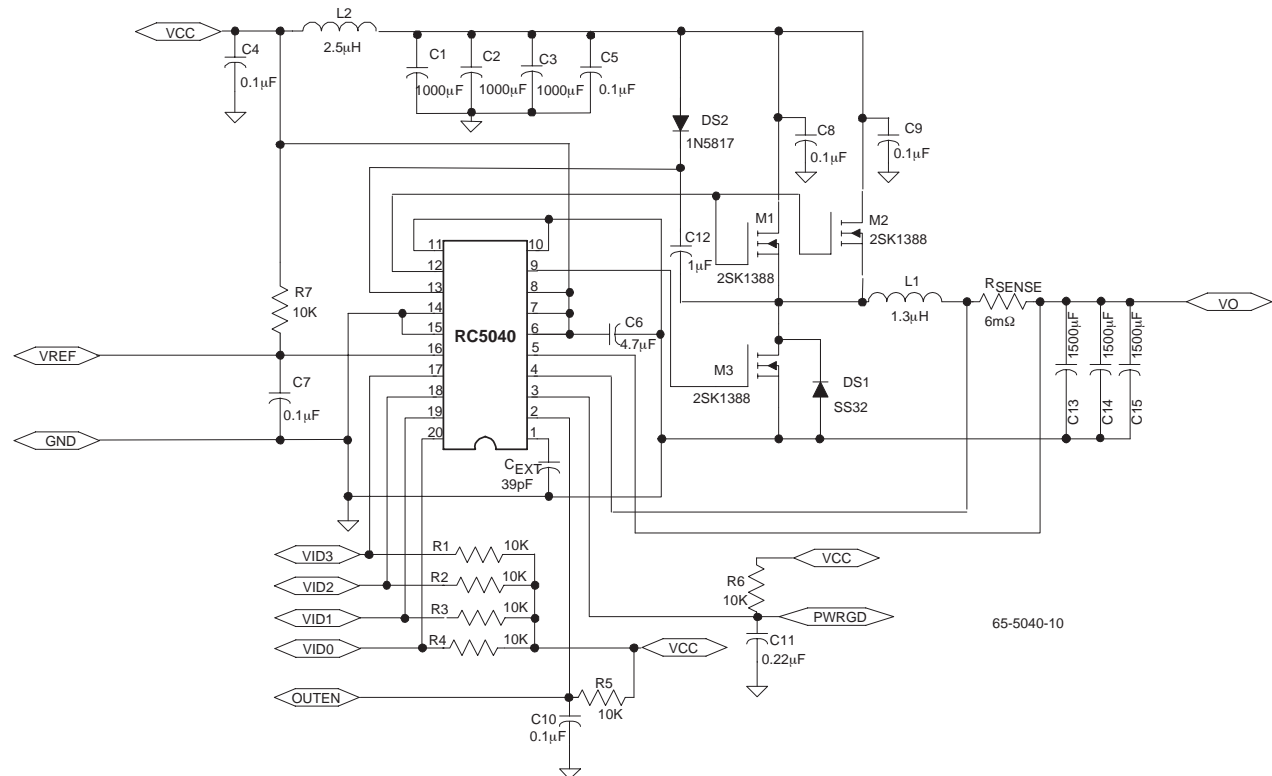 L2
VCC
2.5µH
C4
0.1µF
C1
1000µF
C2
1000µF
C3
1000µF
C5
0.1µF
DS2
1N5817
C8
0.1µF
C9
0.1µF
M1
2SK1388
M2
2SK1388
C12
1µF
R7
10K
11
12
13
14
15
16
17
18
19
20
RC5040
10
9
8
7
6
5
4
3
2
1
C6
4.7µF
L1
1.3µH
RSENSE
6mΩ
VO
VREF
C7
0.1µF
M3
2SK1388
DS1
SS32
1500µF
C13
1500µF
C14
1500µF
C15
GND
CEXT
39pF
VID3
R1
10K
VID2
R2
10K
VID1
R3
10K
VID0
R4
10K
VCC
VCC
R6
10K
PWRGD
C11
0.22µF
65-5040-10
OUTEN
R5
10K
C10
0.1µF